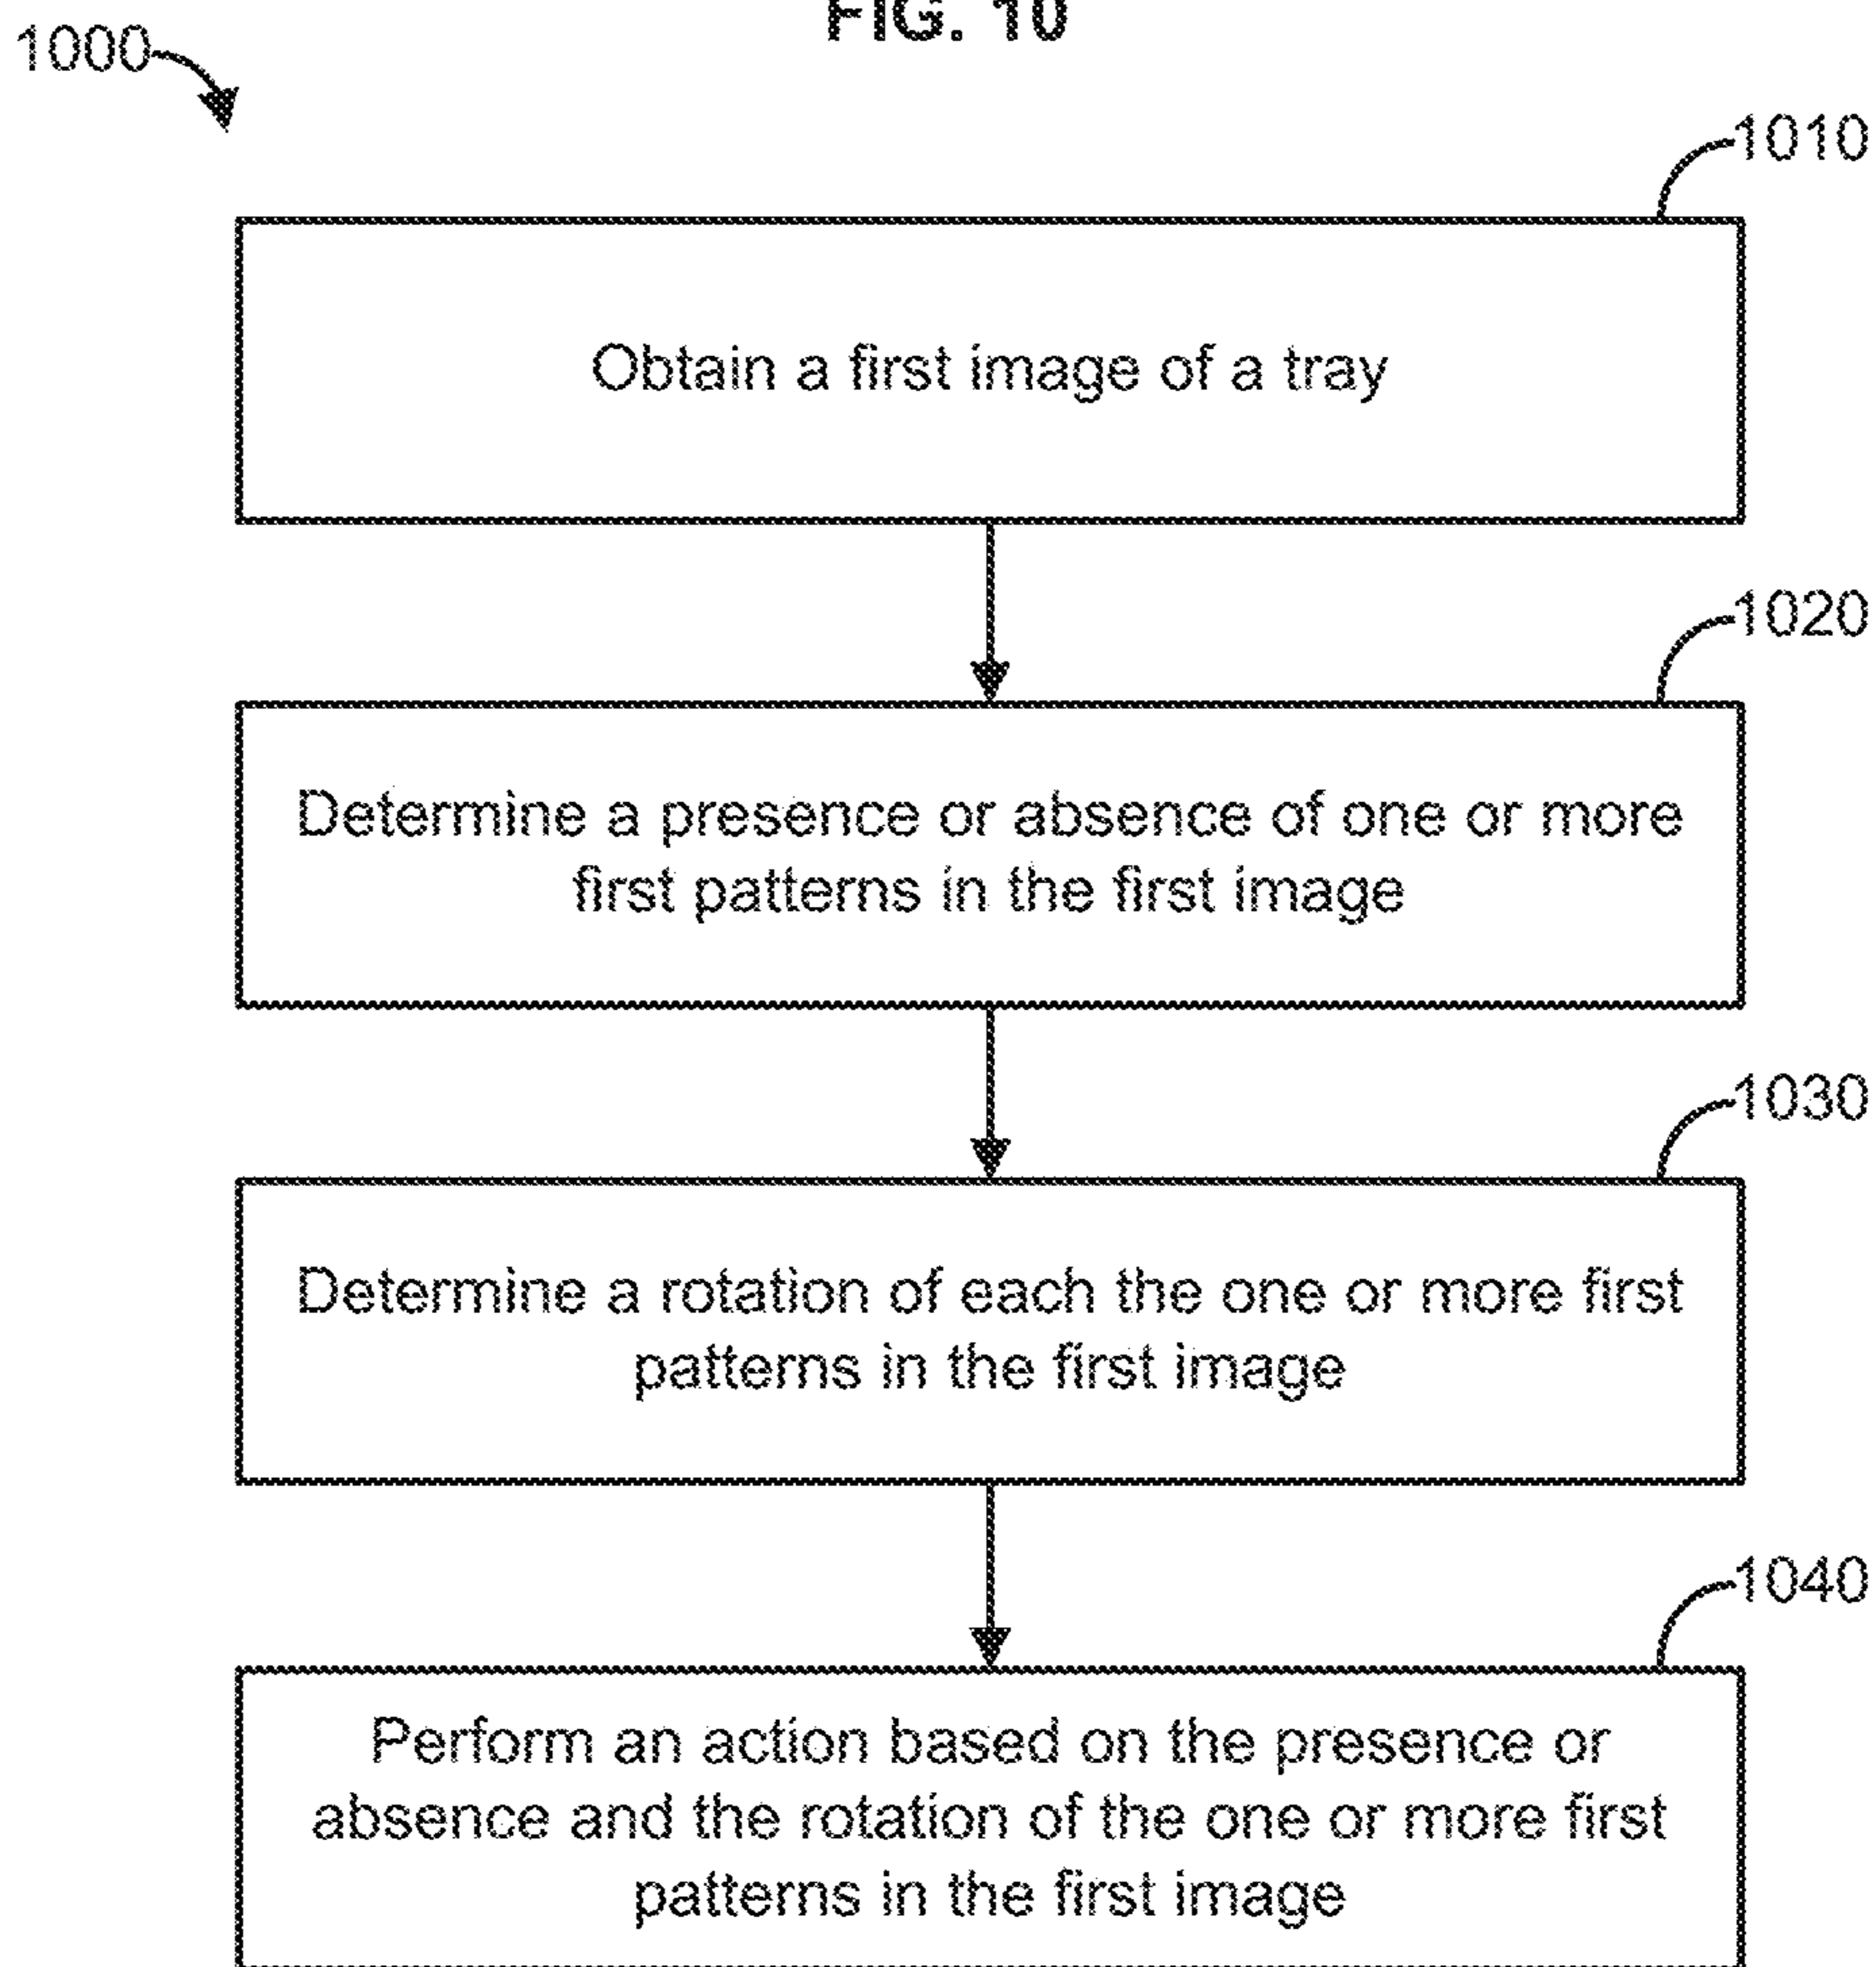 FIG. 10
1000
1010
Obtain a first image of a tray
1020
Determine a presence or absence of one or more
first patterns in the first image
1030
Determine a rotation of each the one or more first
patterns in the first image
1040
Perform an action based on the presence or
absence and the rotation of the one or more first
patterns in the first image